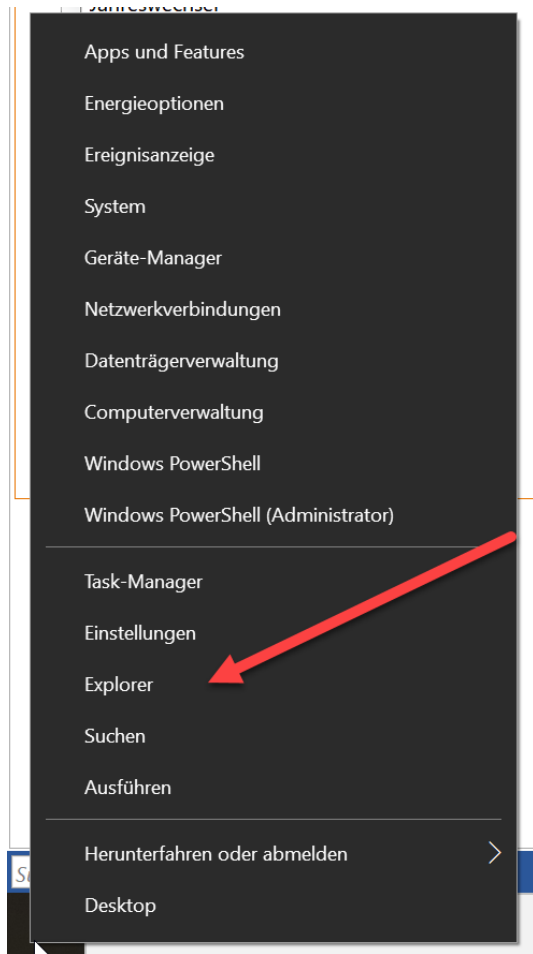 Jahreswechsel
Apps und Features
Energieoptionen
Ereignisanzeige
System
Geräte-Manager
Netzwerkverbindungen
Datenträgerverwaltung
Computerverwaltung
Windows PowerShell
Windows PowerShell (Administrator)
Task-Manager
Einstellungen
Explorer
Suchen
Ausführen
Herunterfahren oder abmelden
Desktop